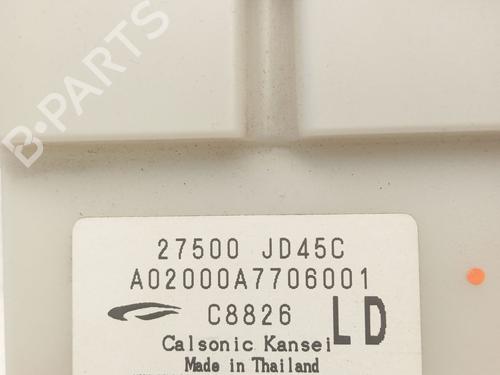 B-PARTS
27500 JD45C
A02000A7706001
C8826 LD
Calsonic Kansei
Made in Thailand